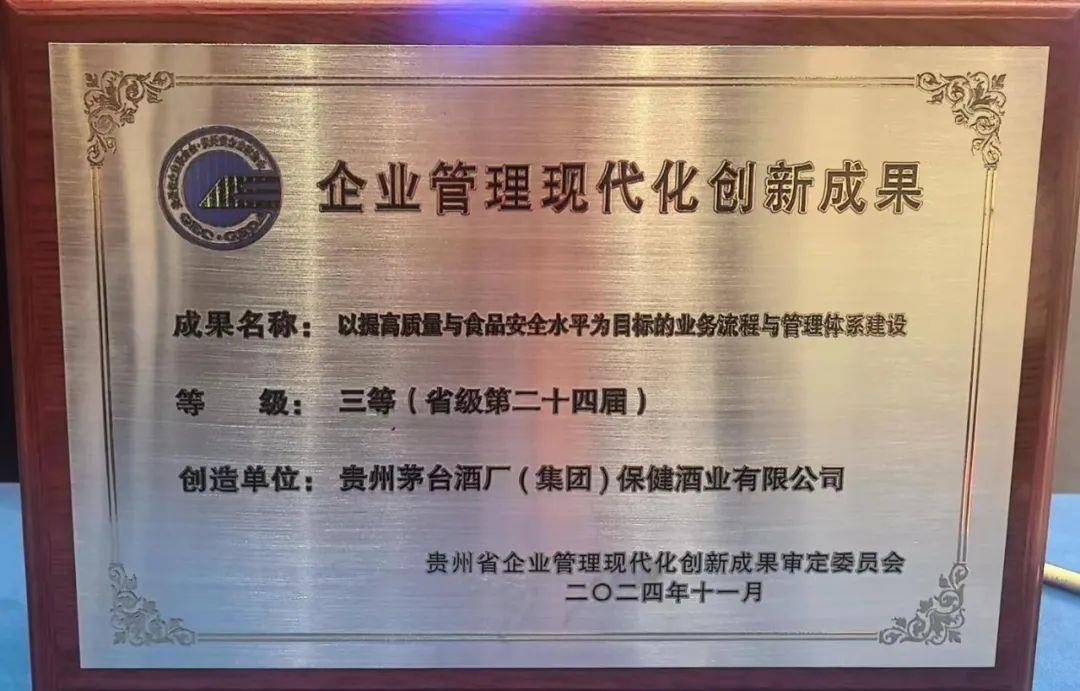 企业管理现代化创新成果
成果名称：以提高质量与食品安全水平为目标的业务流程与管理体系建设
等 级：三等（省级第二十四届）
创造单位：贵州茅台酒厂（集团）保健酒业有限公司
贵州省企业管理现代化创新成果审定委员会
二〇二四年十一月